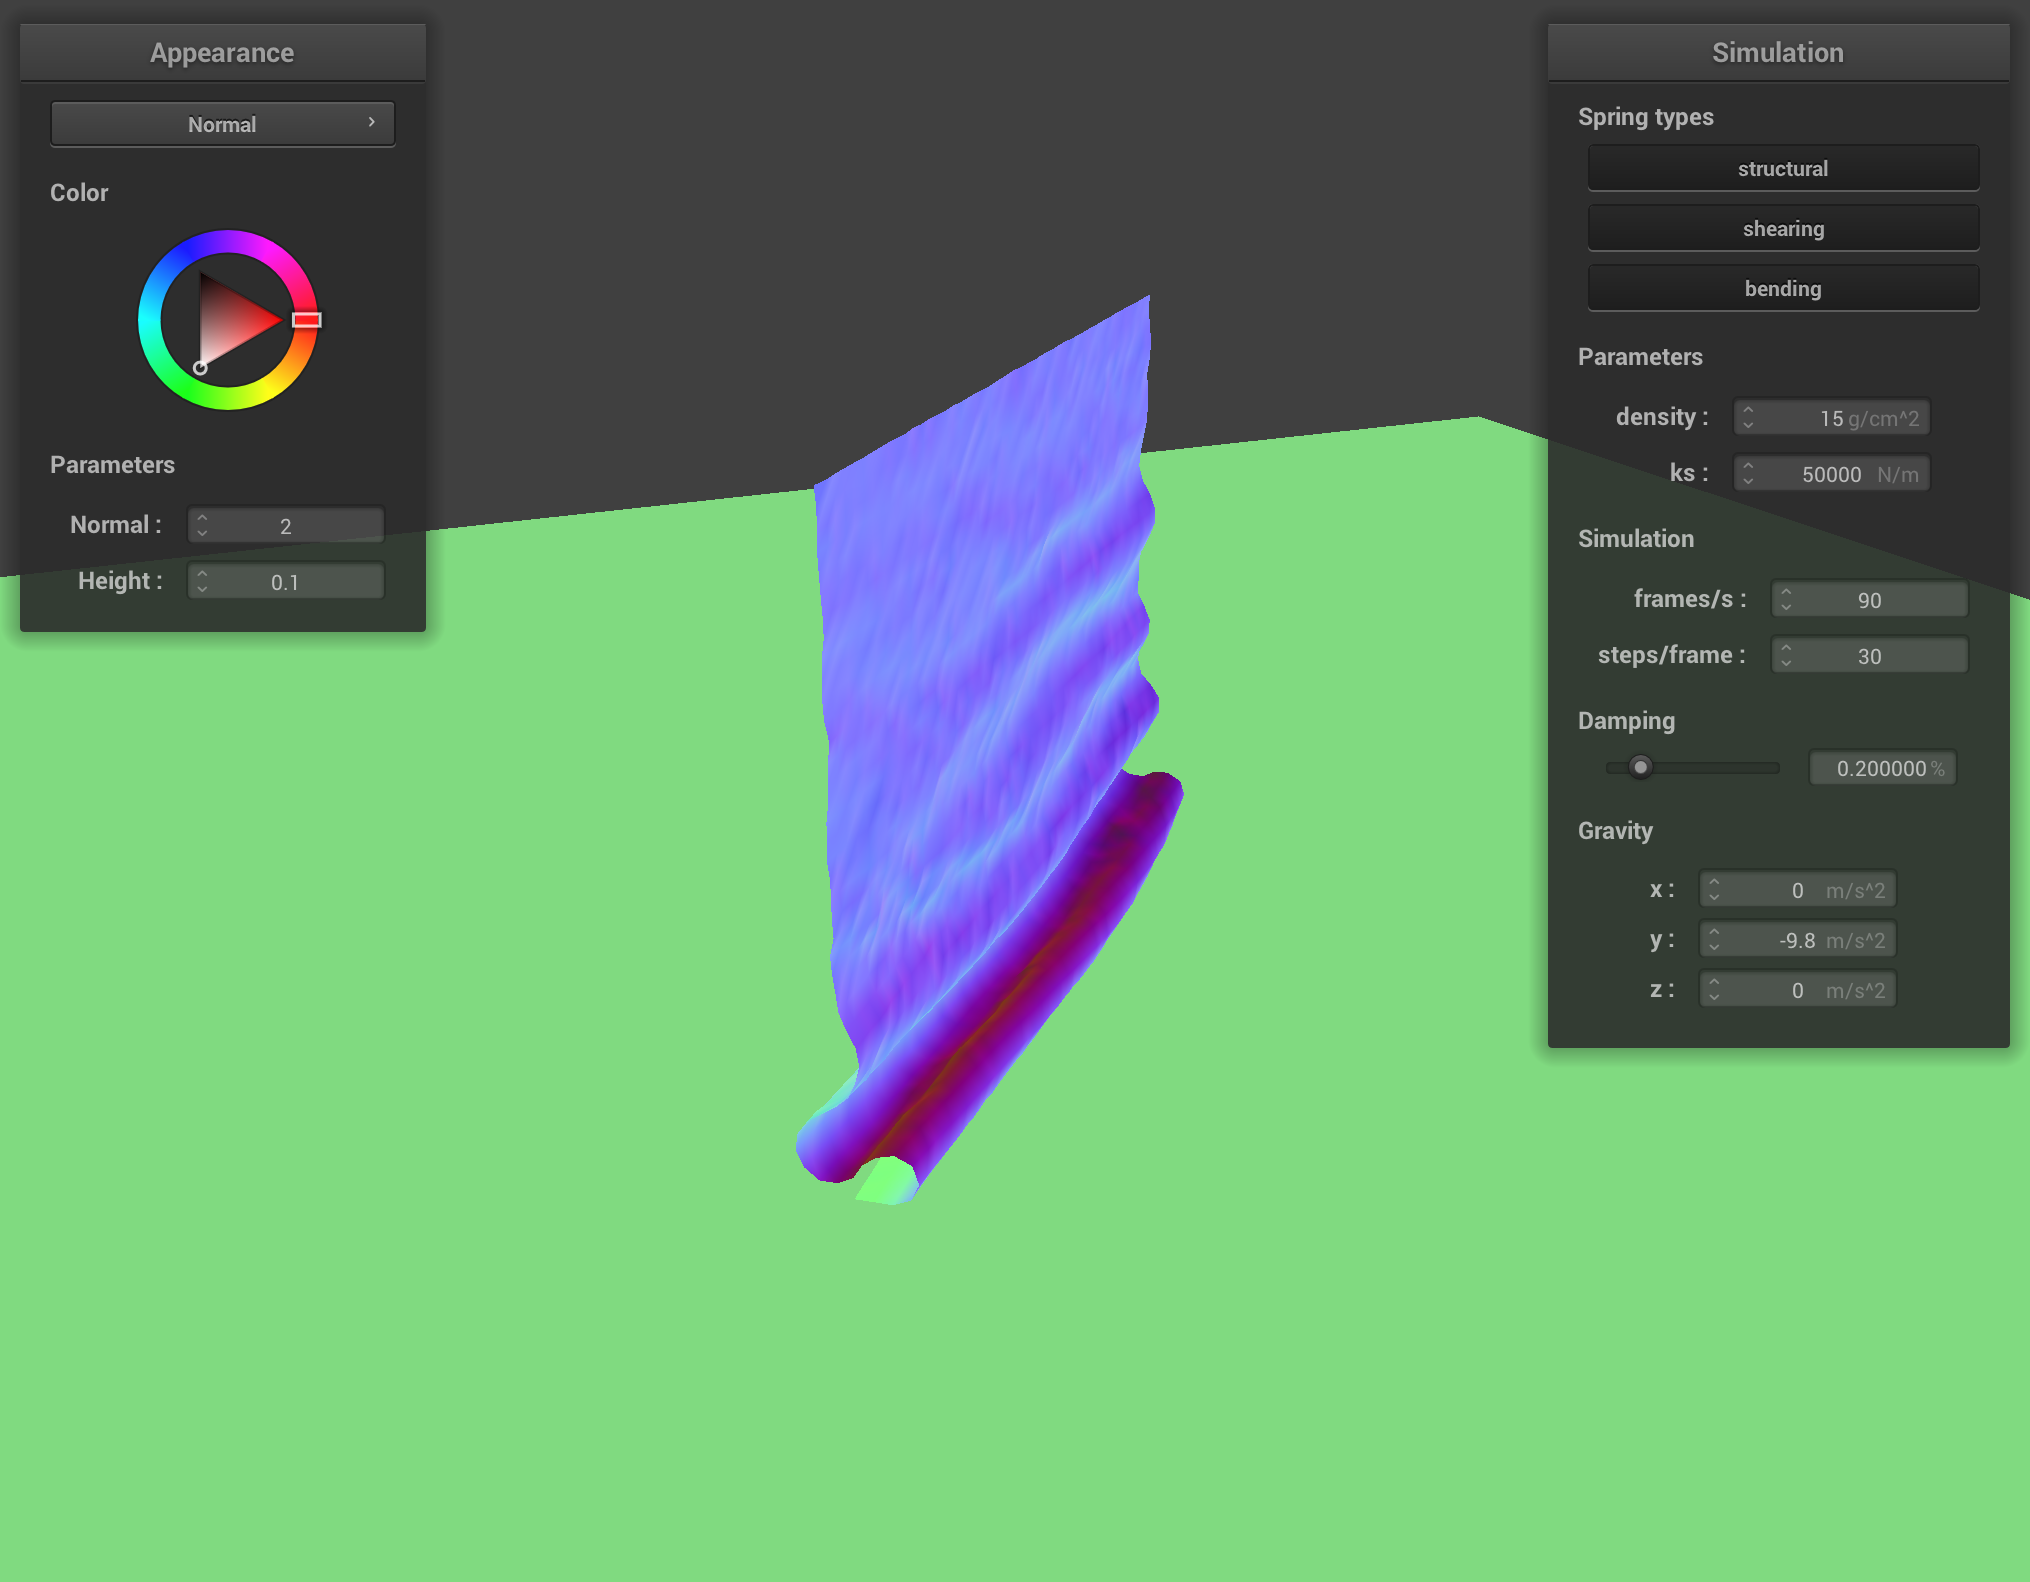 Appearance
Normal
Color
Parameters
Normal : 2
Height : 0.1
Simulation
Spring types
structural
shearing
bending
Parameters
density : 15 g/cm^2
ks : 50000 N/m
Simulation
frames/s : 90
steps/frame : 30
Damping
0.200000 %
Gravity
x : 0 m/s^2
y : -9.8 m/s^2
z : 0 m/s^2